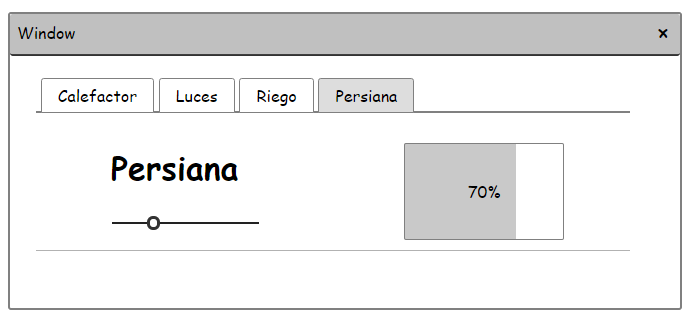 Window ×
Calefactor Luces Riego Persiana
Persiana
70%